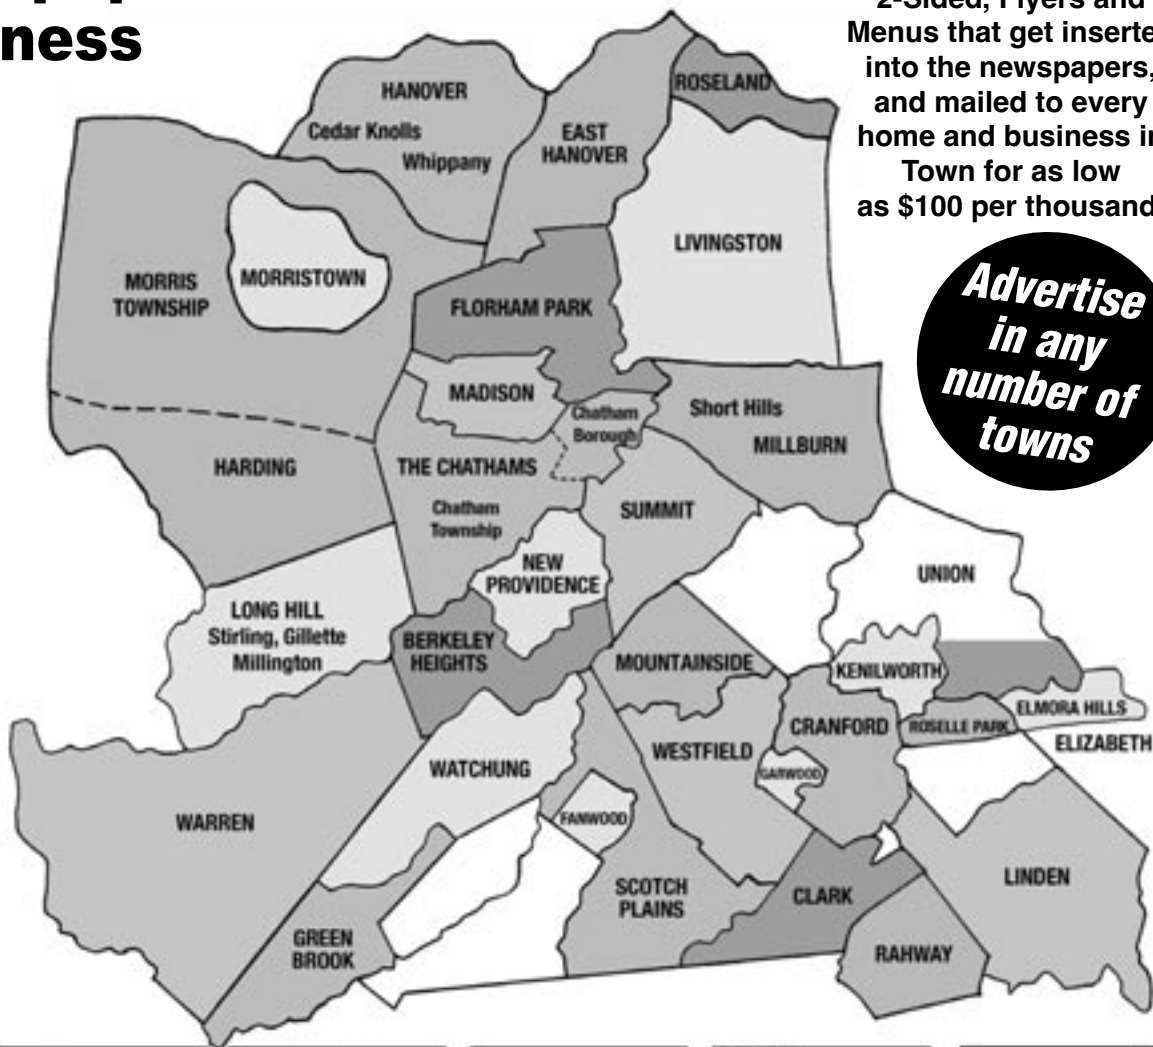 ness
2-Sided, Flyers and
Menus that get inserte
into the newspapers,
and mailed to every
home and business in
Town for as low
as $100 per thousand
Advertise
in any
number of
towns
HANOVER
Cedar Knolls
Whippany
EAST
HANOVER
ROSELAND
LIVINGSTON
MORRIS
TOWNSHIP
MORRISTOWN
FLORHAM PARK
MADISON
Chatham
Borough
Short Hills
MILLBURN
HARDING
THE CHATHAMS
Chatham
Township
SUMMIT
NEW
PROVIDENCE
UNION
LONG HILL
Stirling, Gillette
Millington
BERKELEY
HEIGHTS
MOUNTAINSIDE
KENILWORTH
ELMORA HILLS
CRANFORD
ROSELLE PARK
ELIZABETH
WESTFIELD
GARWOOD
WATCHUNG
WARREN
FANWOOD
SCOTCH
PLAINS
CLARK
LINDEN
GREEN
BROOK
RAHWAY